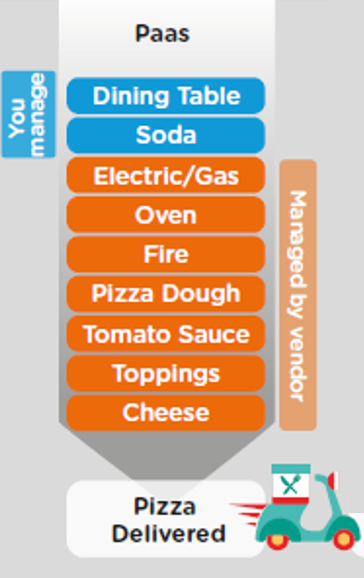 Paas
You
manage
Dining Table
Soda
Electric/Gas
Oven
Fire
Pizza Dough
Tomato Sauce
Toppings
Cheese
Managed by vendor
Pizza
Delivered